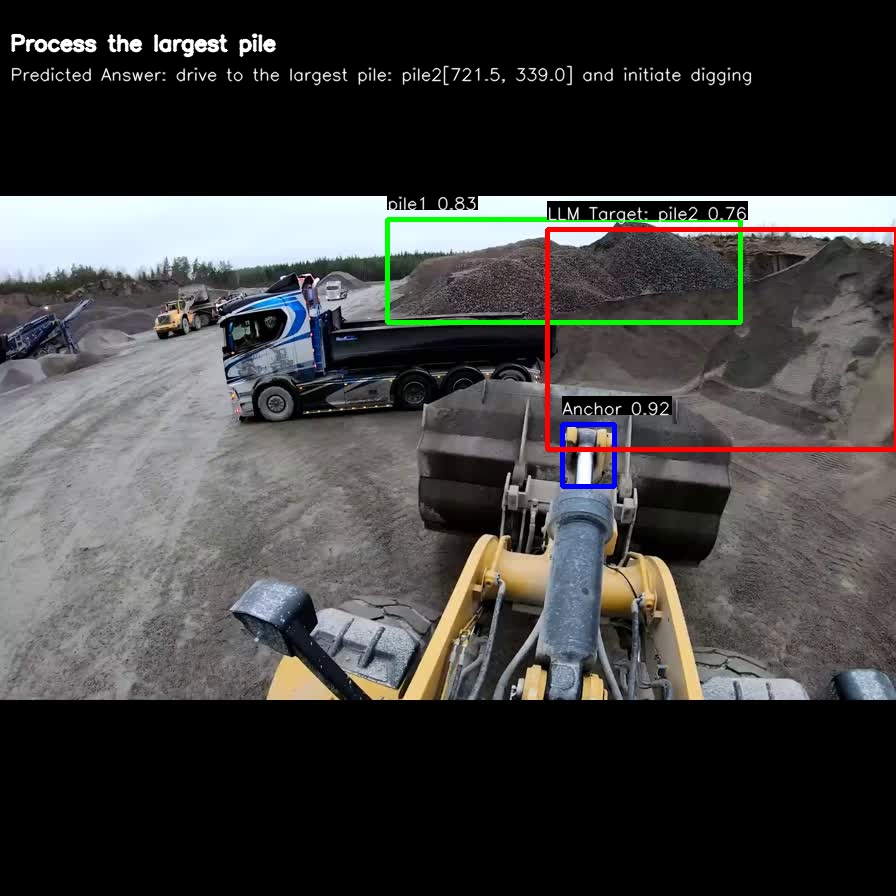 Process the largest pile
Predicted Answer: drive to the largest pile: pile2[721.5, 339.0] and initiate digging
pile1 0.83
LLM Target: pile2 0.76
Anchor 0.92